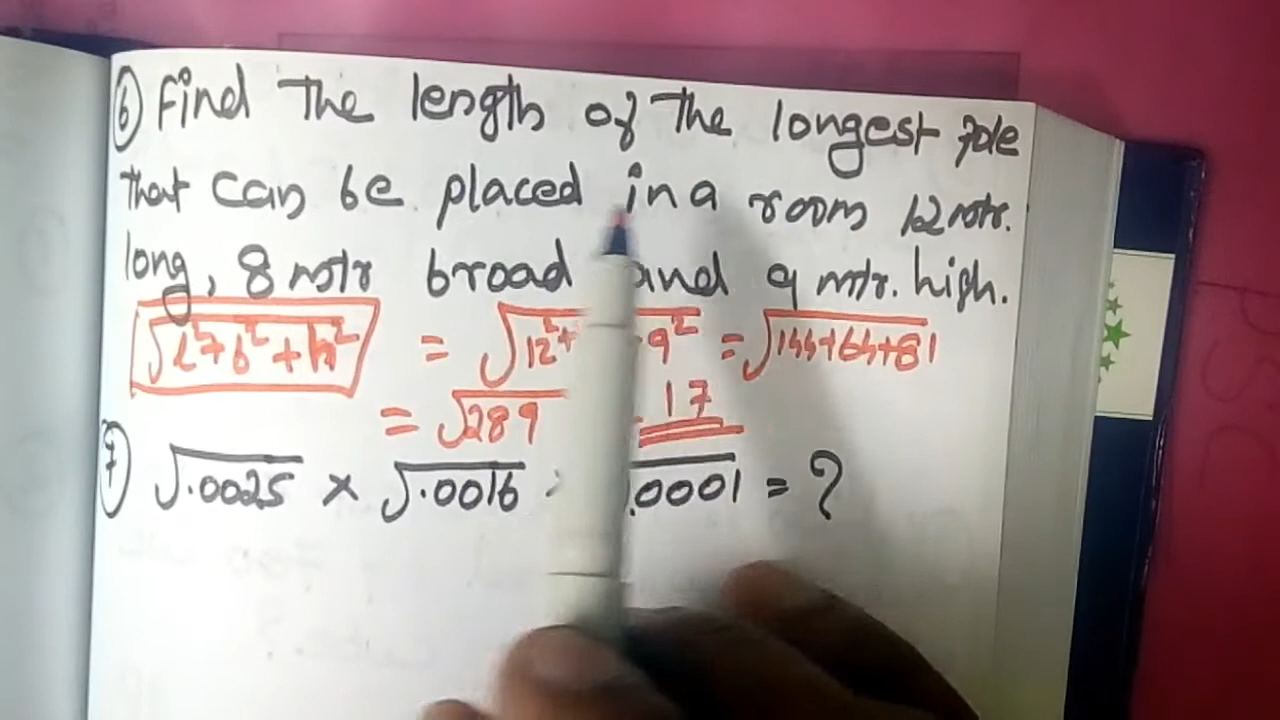 ⑥ Find The length of The longest pole
That can be placed in a room 12 mtr.
long, 8 mtr broad and 9 mtr. high.
√l²+b²+h² = √12²+ 9² = √144+64+81
= √289 17
⑦ √.0025 × √.0016 .0001 = ?